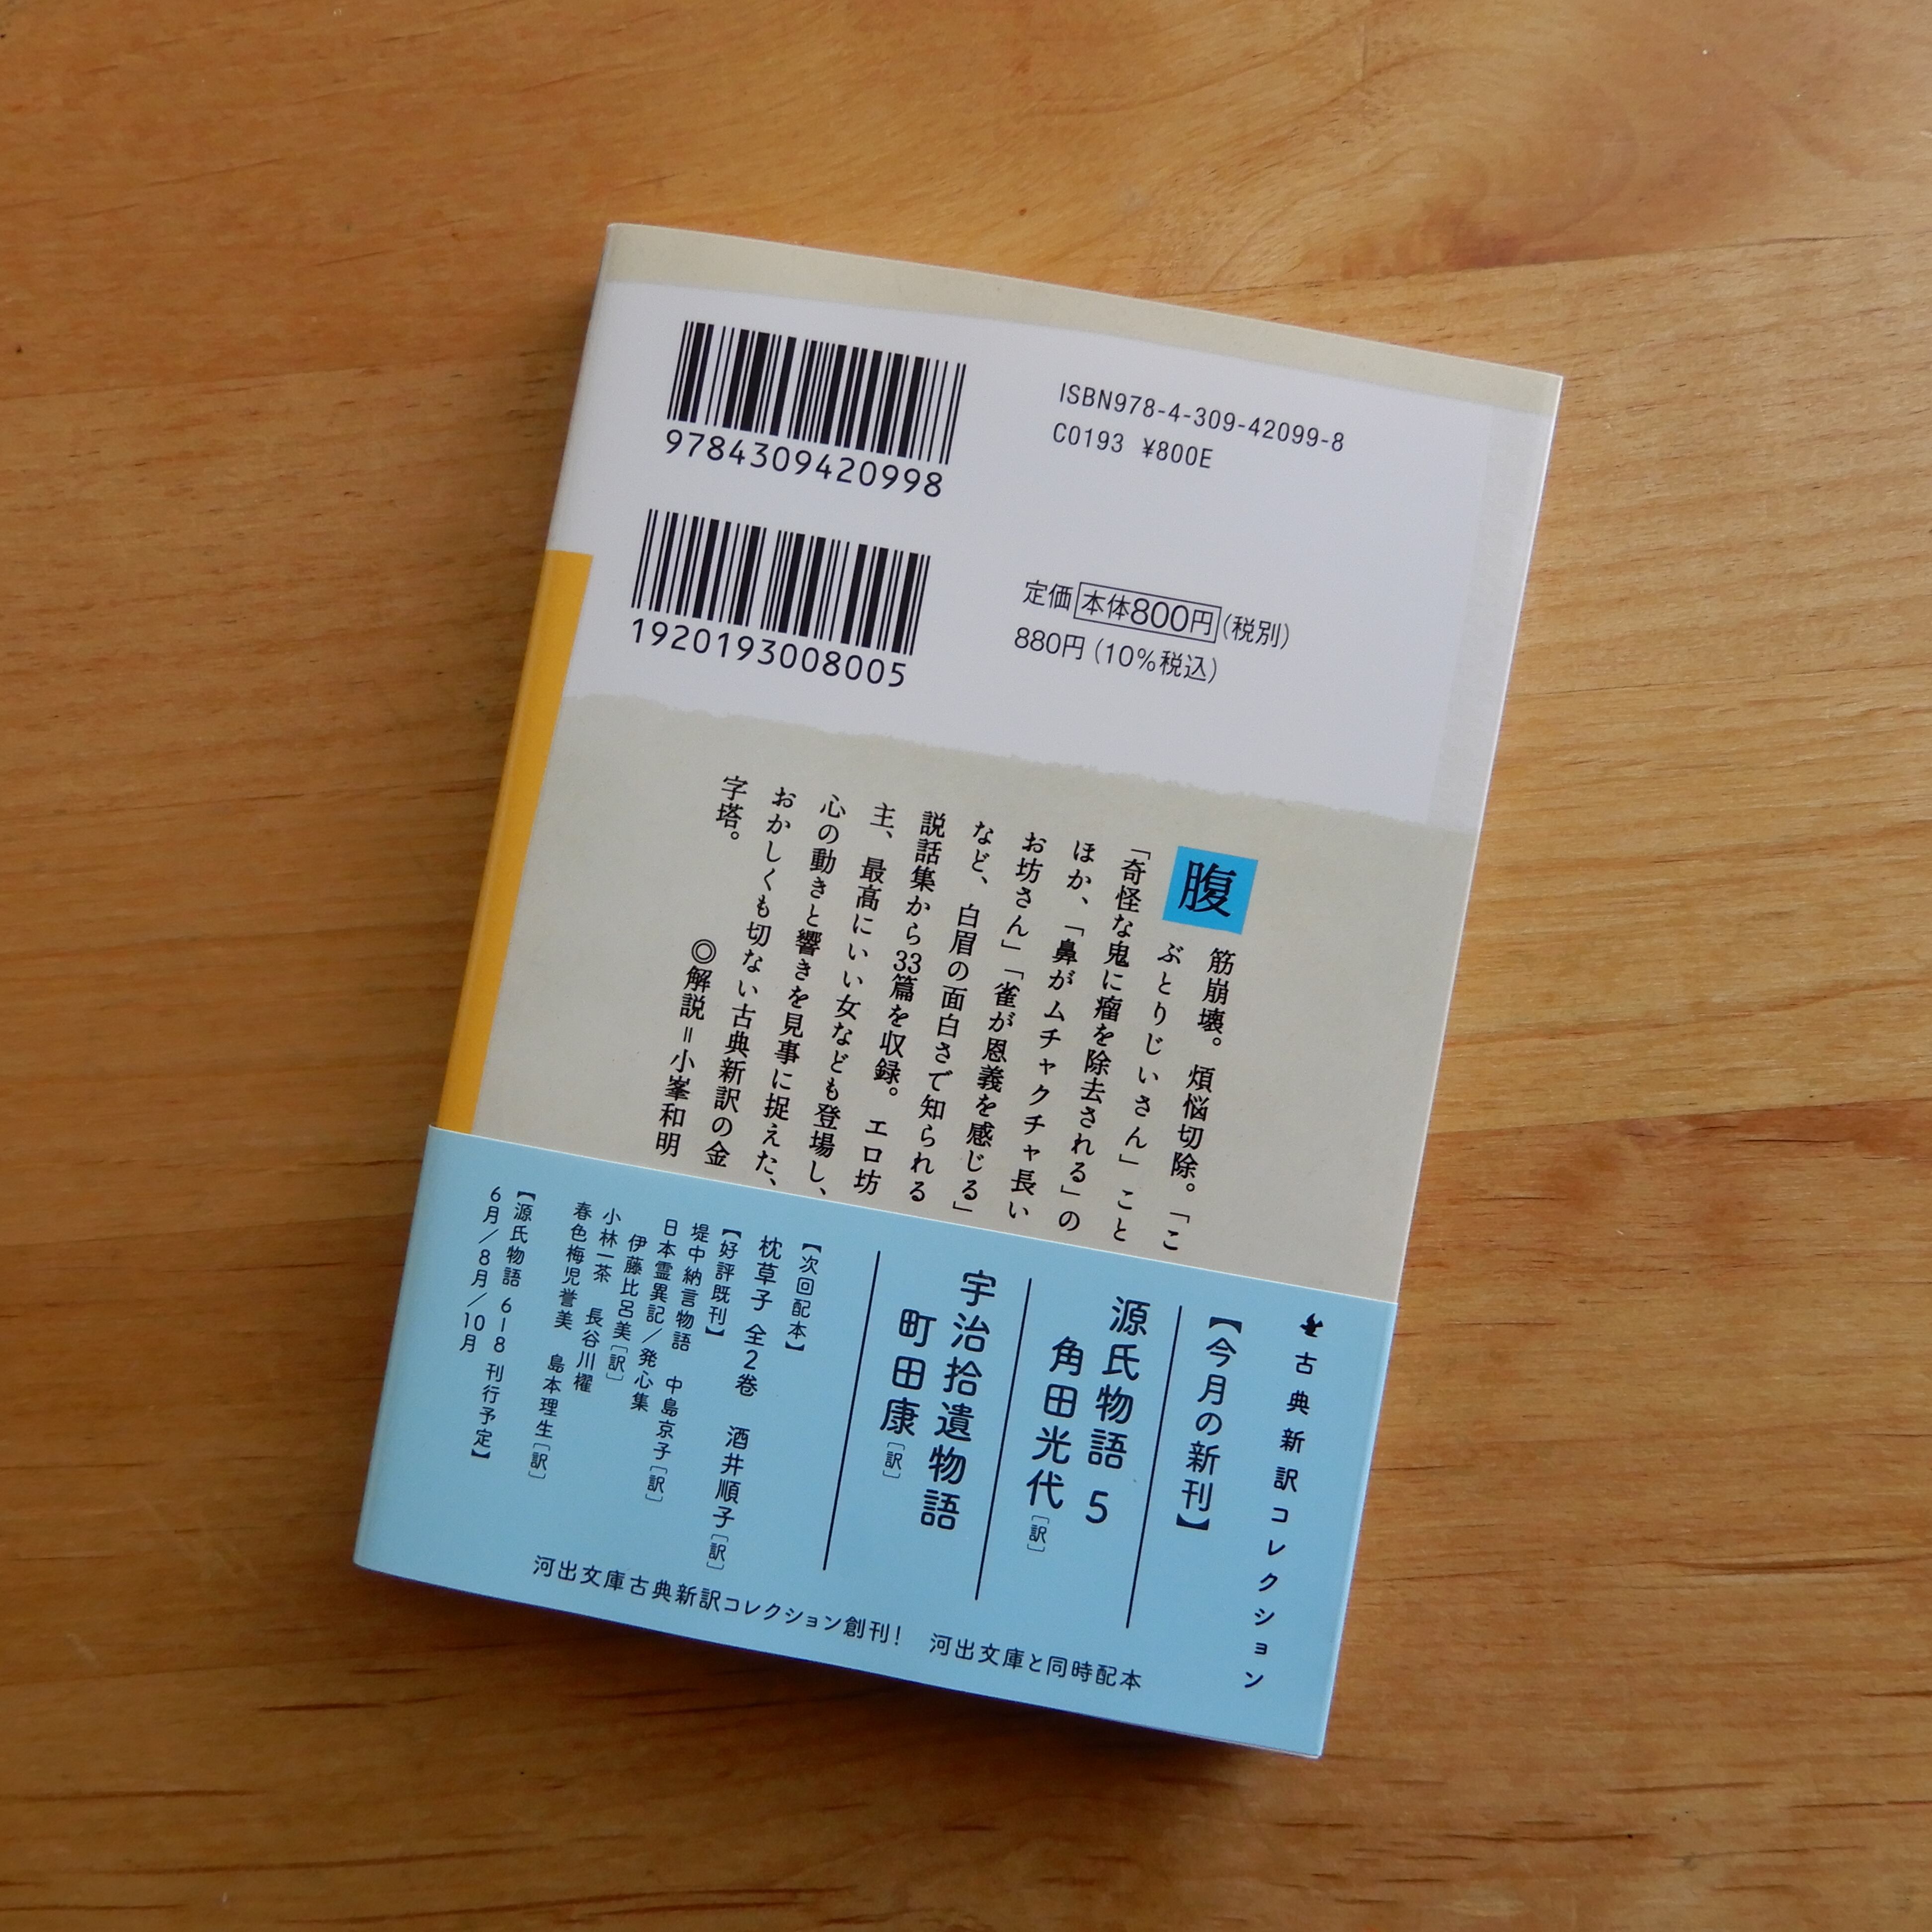 9784309420998
ISBN978-4-309-42099-8
C0193 ¥800E
1920193008005
定価 本体800円(税別)
880円(10%税込)
腹筋崩壊。煩悩切除。「こ
ぶとりじいさん」こと
「奇怪な鬼に瘤を除去される」の
ほか、「鼻がムチャクチャ長い
お坊さん」「雀が恩義を感じる」
など、白眉の面白さで知られる
説話集から33篇を収録。エロ坊
主、最高にいい女なども登場し、
心の動きと響きを見事に捉えた、
おかしくも切ない古典新訳の金
字塔。
◎解説=小峯和明
古典新訳コレクション
【今月の新刊】
源氏物語 5
角田光代[訳]
宇治拾遺物語
町田康[訳]
【次回配本】
枕草子 全2巻 酒井順子[訳]
【好評既刊】
堤中納言物語 中島京子[訳]
日本霊異記/発心集
伊藤比呂美[訳]
小林一茶 長谷川櫂
春色梅児誉美 島本理生[訳]
【源氏物語 6-8 刊行予定】
6月/8月/10月
河出文庫古典新訳コレクション創刊! 河出文庫と同時配本